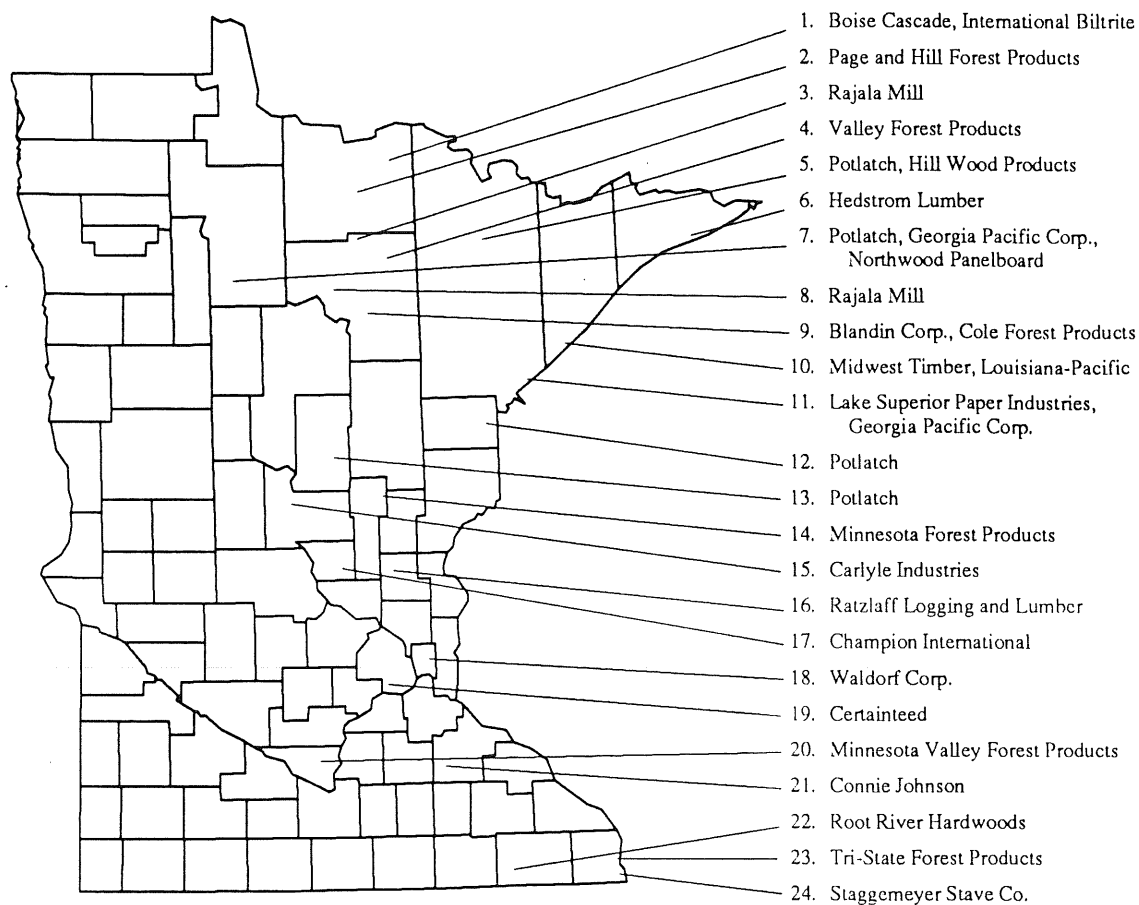 1. Boise Cascade, International Biltrite
2. Page and Hill Forest Products
3. Rajala Mill
4. Valley Forest Products
5. Potlatch, Hill Wood Products
6. Hedstrom Lumber
7. Potlatch, Georgia Pacific Corp.,
Northwood Panelboard
8. Rajala Mill
9. Blandin Corp., Cole Forest Products
10. Midwest Timber, Louisiana-Pacific
11. Lake Superior Paper Industries,
Georgia Pacific Corp.
12. Potlatch
13. Potlatch
14. Minnesota Forest Products
15. Carlyle Industries
16. Ratzlaff Logging and Lumber
17. Champion International
18. Waldorf Corp.
19. Certainteed
20. Minnesota Valley Forest Products
21. Connie Johnson
22. Root River Hardwoods
23. Tri-State Forest Products
24. Staggemeyer Stave Co.